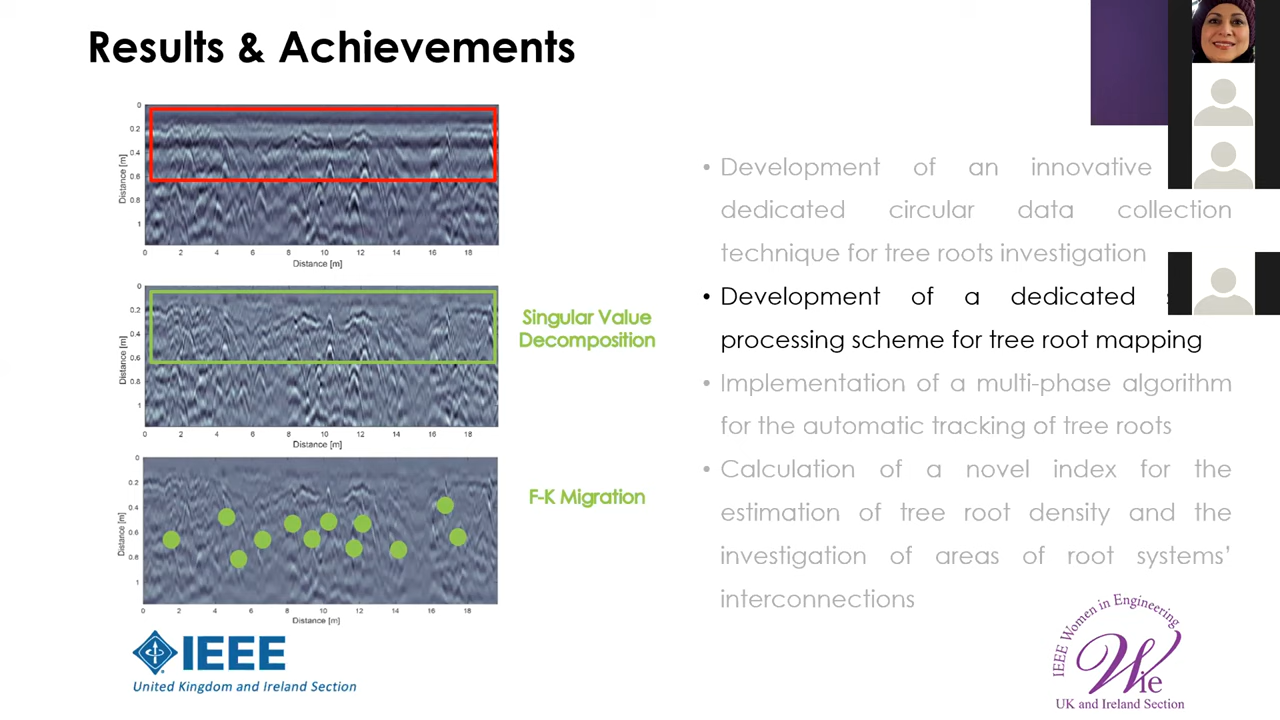 Results & Achievements
0
0.2
0.4
0.6
0.8
1
Distance [m]
0 2 4 6 8 10 12 14 16 18
Distance [m]
0
0.2
0.4
0.6
0.8
1
Distance [m]
0 2 4 6 8 10 12 14 16 18
Distance [m]
Singular Value
Decomposition
0
0.2
0.4
0.6
0.8
1
Distance [m]
0 2 4 6 8 10 12 14 16 18
Distance [m]
F-K Migration
• Development of an innovative
dedicated circular data collection
technique for tree roots investigation
• Development of a dedicated
processing scheme for tree root mapping
• Implementation of a multi-phase algorithm
for the automatic tracking of tree roots
• Calculation of a novel index for the
estimation of tree root density and the
investigation of areas of root systems’
interconnections
IEEE
United Kingdom and Ireland Section
IEEE Women in Engineering
Wie
UK and Ireland Section